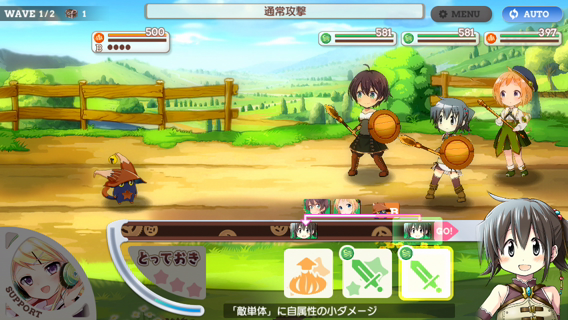 WAVE 1/2
1
通常攻撃
MENU
AUTO
500
B
581
581
397
B
GO!
とっておき
SUPPORT
「敵単体」に自属性の小ダメージ